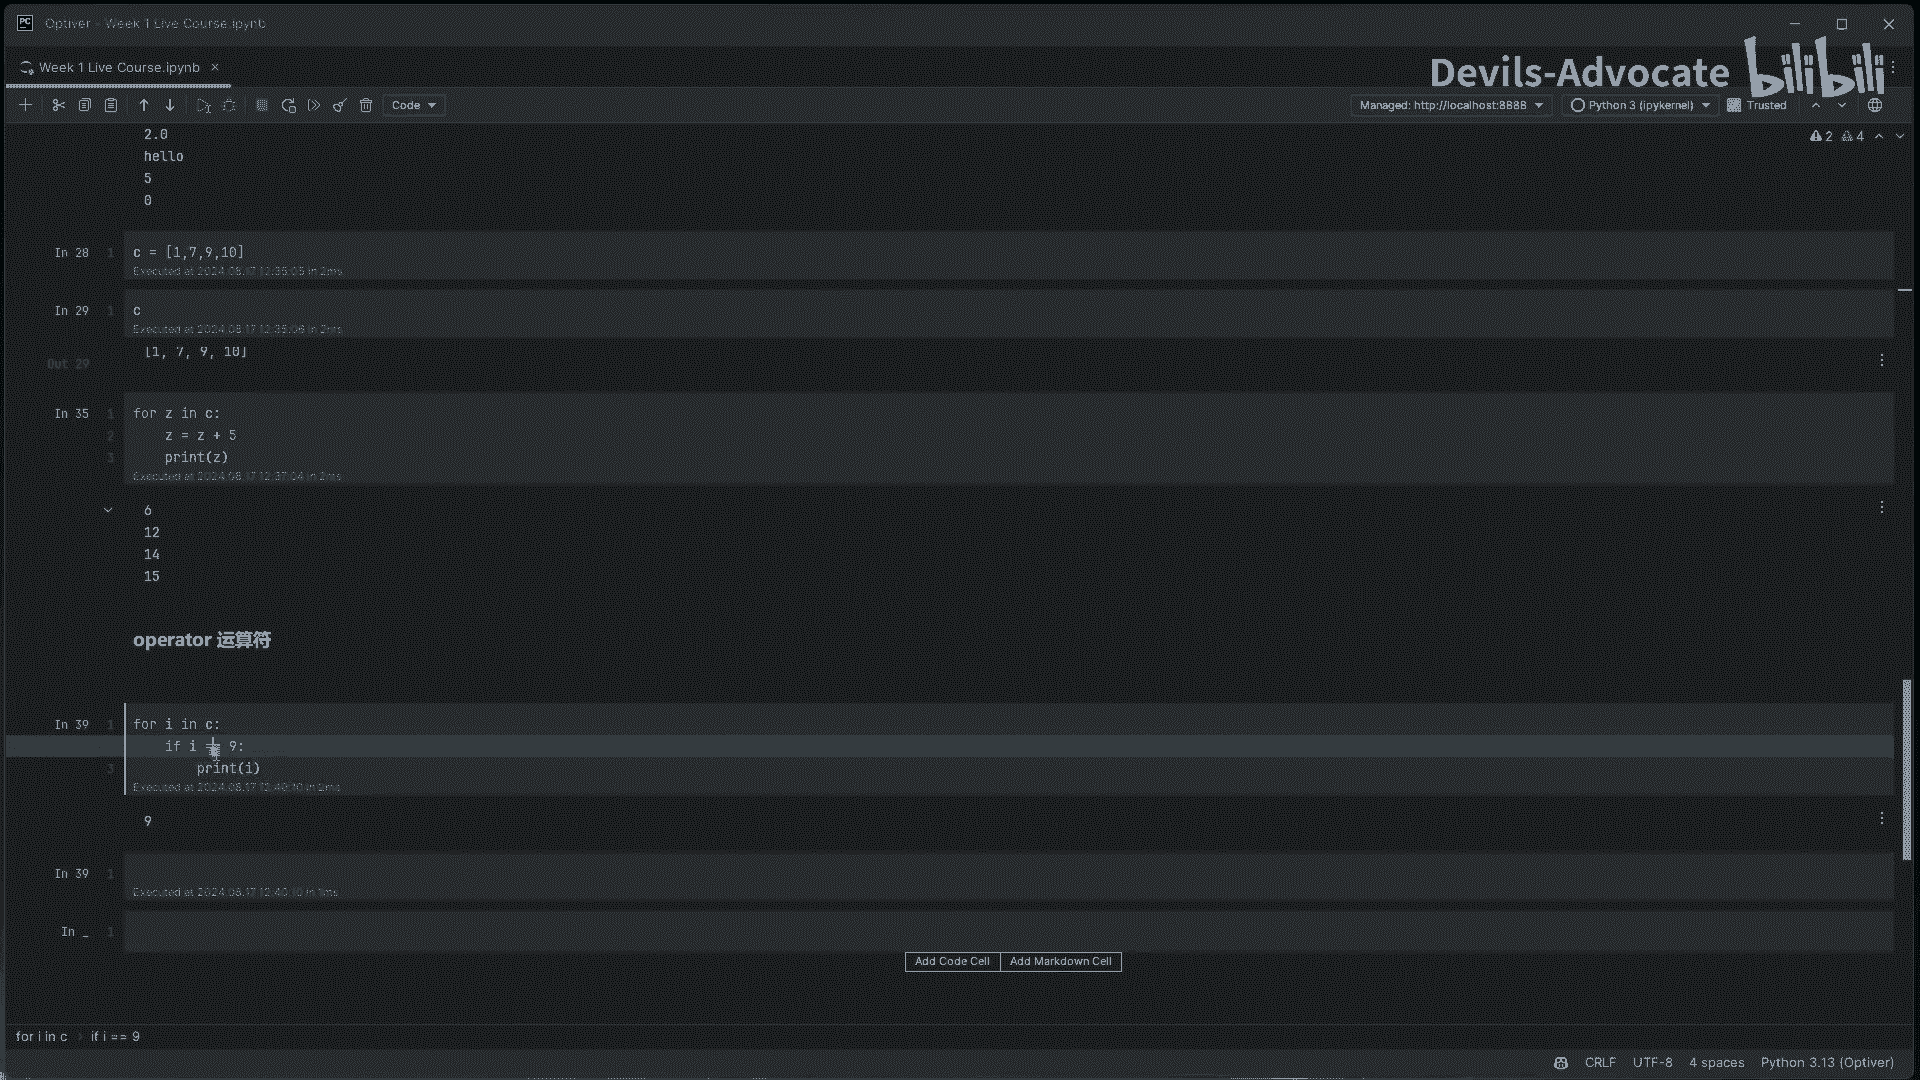 PC Optiver - Week 1 Live Course.ipynb
Week 1 Live Course.ipynb
Devils-Advocate bilibili
Code
Managed: http://localhost:8888
Python 3 (ipykernel)
Trusted
2 4
2.0
hello
5
0
In 28 1 c = [1,7,9,10]
Executed at 2024.08.17 12:35:05 in 2ms
In 29 1 c
Executed at 2024.08.17 12:35:06 in 2ms
Out 29 [1, 7, 9, 10]
In 35 1 for z in c:
2 z = z + 5
3 print(z)
Executed at 2024.08.17 12:37:04 in 2ms
6
12
14
15
operator 运算符
In 39 1 for i in c:
if i == 9:
3 print(i)
Executed at 2024.08.17 12:40:10 in 2ms
9
In 39 1
Executed at 2024.08.17 12:40:10 in 1ms
In _ 1
Add Code Cell Add Markdown Cell
for i in c if i == 9
CRLF UTF-8 4 spaces Python 3.13 (Optiver)